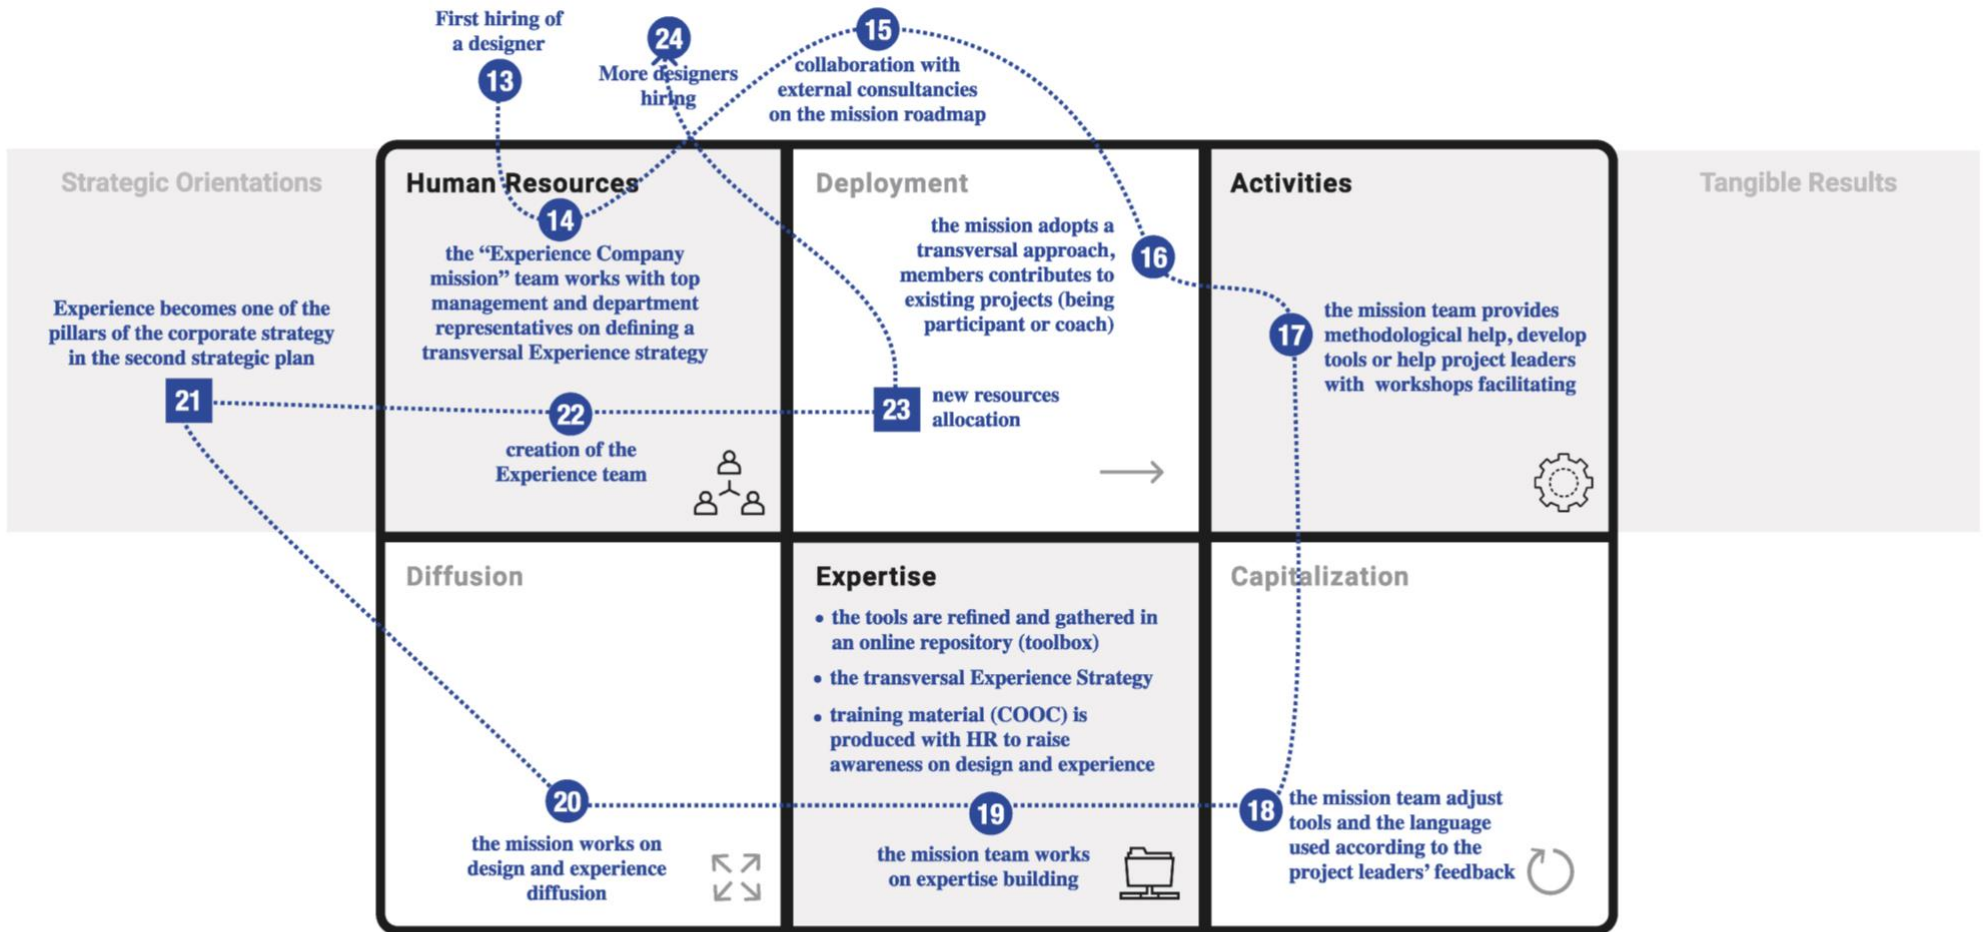 First hiring of
a designer
13
24
More designers
hiring
15
collaboration with
external consultancies
on the mission roadmap
Strategic Orientations
Experience becomes one of the
pillars of the corporate strategy
in the second strategic plan
21
Human Resources
14
the “Experience Company
mission” team works with top
management and department
representatives on defining a
transversal Experience strategy
22
creation of the
Experience team
Deployment
the mission adopts a
transversal approach,
members contributes to
existing projects (being
participant or coach)
16
23
new resources
allocation
Activities
17
the mission team provides
methodological help, develop
tools or help project leaders
with workshops facilitating
Tangible Results
Diffusion
20
the mission works on
design and experience
diffusion
Expertise
• the tools are refined and gathered in
an online repository (toolbox)
• the transversal Experience Strategy
• training material (COOC) is
produced with HR to raise
awareness on design and experience
19
the mission team works
on expertise building
Capitalization
18
the mission team adjust
tools and the language
used according to the
project leaders’ feedback